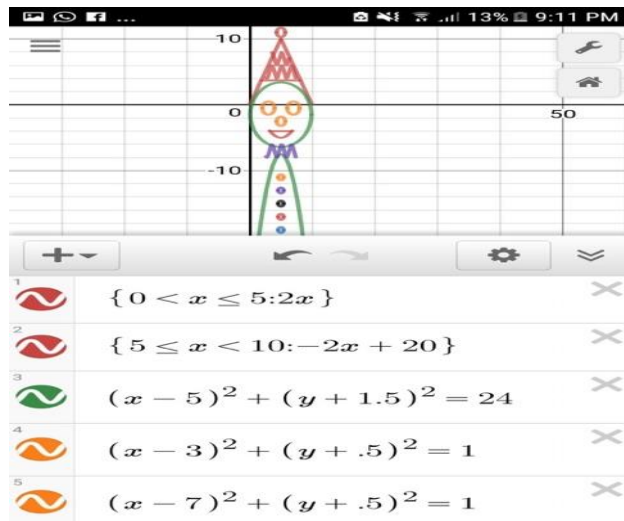 ... 13% 9:11 PM
10
0
50
-10
1
{0 < x ≤ 5:2x}
2
{5 ≤ x < 10:−2x + 20}
3
(x − 5)² + (y + 1.5)² = 24
4
(x − 3)² + (y + .5)² = 1
5
(x − 7)² + (y + .5)² = 1